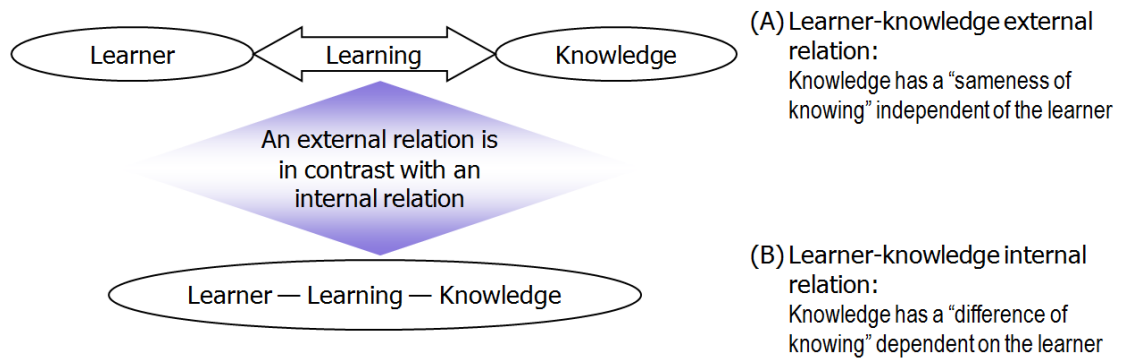 Learner
Learning
Knowledge
(A) Learner-knowledge external
relation:
Knowledge has a “sameness of
knowing” independent of the learner
An external relation is
in contrast with an
internal relation
Learner — Learning — Knowledge
(B) Learner-knowledge internal
relation:
Knowledge has a “difference of
knowing” dependent on the learner